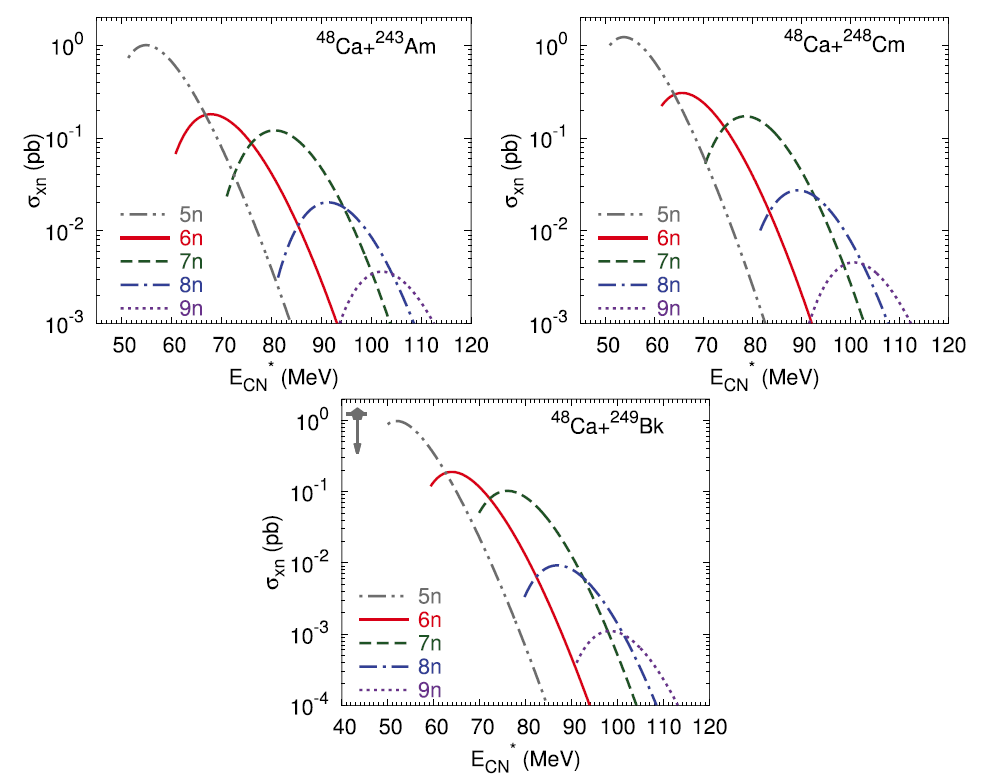 ⁴⁸Ca+²⁴³Am
10⁰
10⁻¹
10⁻²
10⁻³
σxn (pb)
5n
6n
7n
8n
9n
50 60 70 80 90 100 110 120
ECN* (MeV)
⁴⁸Ca+²⁴⁸Cm
10⁰
10⁻¹
10⁻²
10⁻³
σxn (pb)
5n
6n
7n
8n
9n
50 60 70 80 90 100 110 120
ECN* (MeV)
⁴⁸Ca+²⁴⁹Bk
10⁰
10⁻¹
10⁻²
10⁻³
10⁻⁴
σxn (pb)
5n
6n
7n
8n
9n
40 50 60 70 80 90 100 110 120
ECN* (MeV)